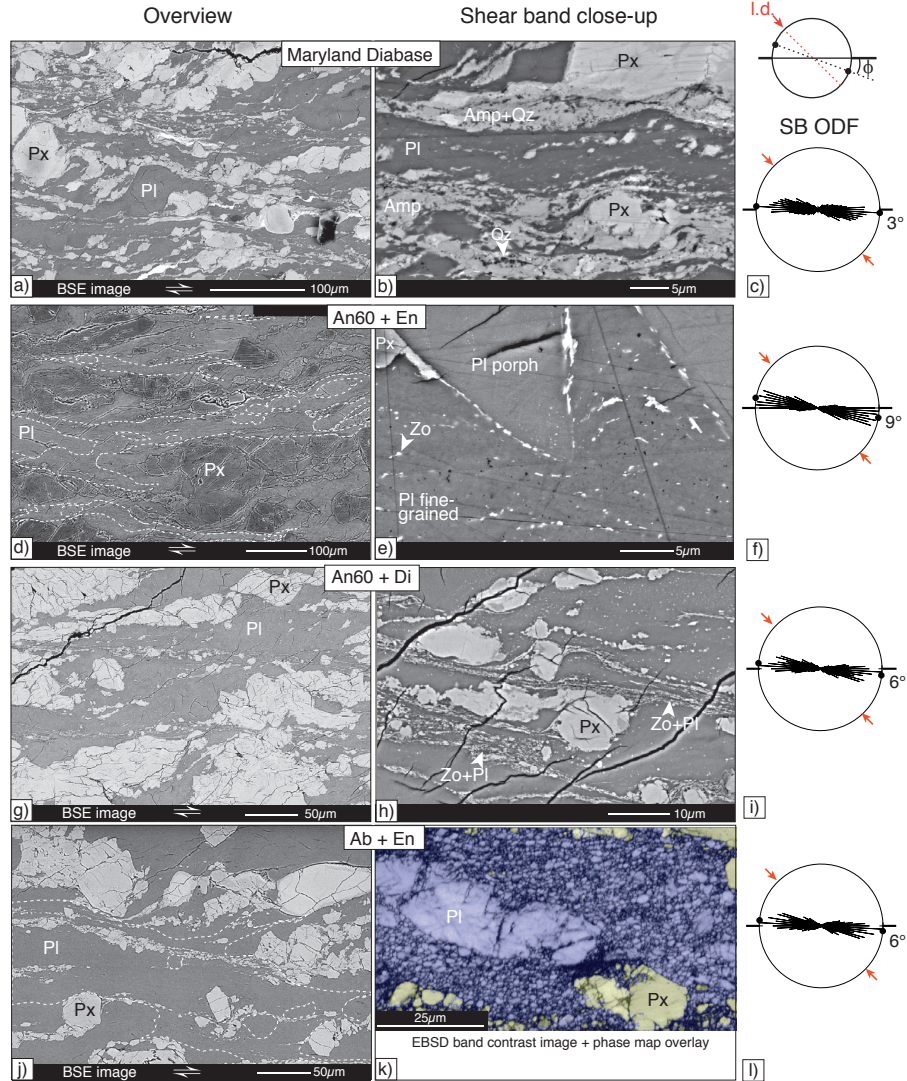 Overview
Shear band close-up
l.d.
ϕ
Maryland Diabase
Px
Pl
a)
BSE image
100µm
Px
Amp+Qz
Pl
Amp
Px
Qz
b)
5µm
SB ODF
3°
c)
An60 + En
Pl
Px
d)
BSE image
100µm
Px
Pl porph
Zo
Pl fine-
grained
e)
5µm
9°
f)
An60 + Di
Px
Pl
g)
BSE image
50µm
Px
Zo+Pl
Zo+Pl
h)
10µm
6°
i)
Ab + En
Pl
Px
j)
BSE image
50µm
Pl
Px
25µm
k)
EBSD band contrast image + phase map overlay
6°
l)